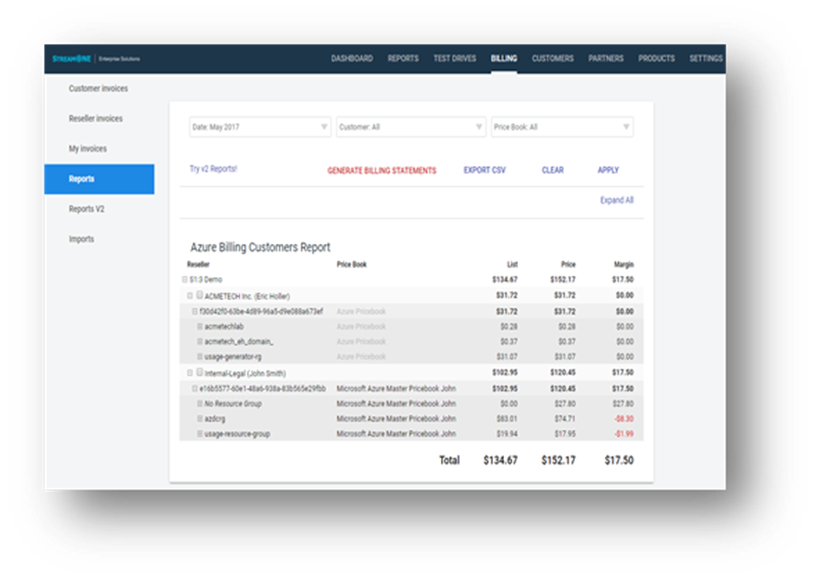 STREAMONE | Enterprise Solutions DASHBOARD REPORTS TEST DRIVES BILLING CUSTOMERS PARTNERS PRODUCTS SETTINGS
Customer invoices
Reseller invoices
My invoices
Reports
Reports V2
Imports
Date: May 2017 Customer: All Price Book: All
Try v2 Reports! GENERATE BILLING STATEMENTS EXPORT CSV CLEAR APPLY
Expand All
Azure Billing Customers Report
Reseller Price Book List Price Margin
S1:3 Demo $134.67 $152.17 $17.50
ACMETECH Inc. (Eric Holler) $31.72 $31.72 $0.00
f30d42f0-63be-4d89-96a5-d9e088a673ef Azure Pricebook $31.72 $31.72 $0.00
acmetechlab Azure Pricebook $0.28 $0.28 $0.00
acmetech_eh_domain_ Azure Pricebook $0.37 $0.37 $0.00
usage-generator-rg Azure Pricebook $31.07 $31.07 $0.00
Internal-Legal (John Smith) $102.95 $120.45 $17.50
e16b5577-60e1-48a6-938a-83b565e29fbb Microsoft Azure Master Pricebook John $102.95 $120.45 $17.50
No Resource Group Microsoft Azure Master Pricebook John $0.00 $27.80 $27.80
azdcrg Microsoft Azure Master Pricebook John $83.01 $74.71 -$8.30
usage-resource-group Microsoft Azure Master Pricebook John $19.94 $17.95 -$1.99
Total $134.67 $152.17 $17.50